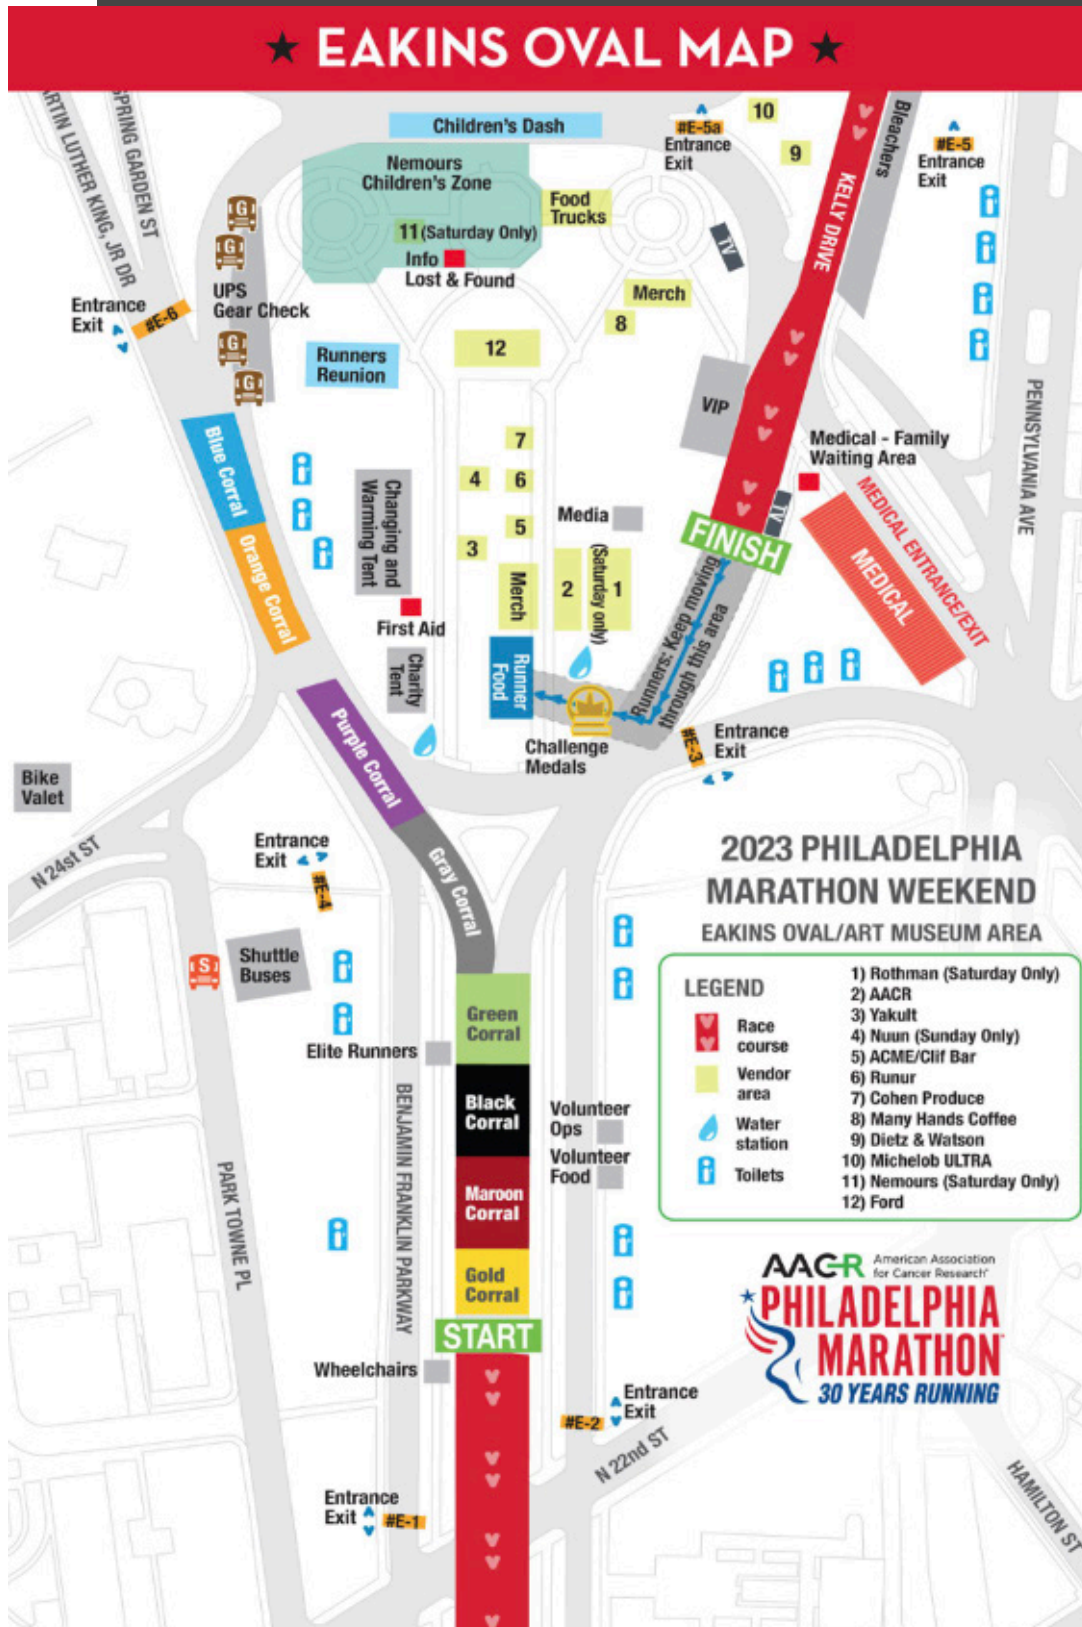 ★ EAKINS OVAL MAP ★
ARTIN LUTHER KING, JR DR
SPRING GARDEN ST
Children's Dash
Nemours
Children's Zone
11 (Saturday Only)
Info
Lost & Found
Food
Trucks
#E-5a
Entrance
Exit
10
9
KELLY DRIVE
Bleachers
#E-5
Entrance
Exit
TV
G
G
UPS
Gear Check
G
G
Entrance
Exit
#E-6
Merch
8
12
Runners
Reunion
VIP
PENNSYLVANIA AVE
Blue Corral
Orange Corral
7
4
6
5
3
Changing and
Warming Tent
Media
Medical - Family
Waiting Area
TV
FINISH
MEDICAL ENTRANCE/EXIT
MEDICAL
Merch
2
(Saturday only)
1
First Aid
Charity
Tent
Runner
Food
Runners: Keep moving
through this area
Challenge
Medals
#E-3
Entrance
Exit
Purple Corral
Bike
Valet
N 24st ST
Entrance
Exit
#E-4
Gray Corral
2023 PHILADELPHIA
MARATHON WEEKEND
EAKINS OVAL/ART MUSEUM AREA
S
Shuttle
Buses
Green
Corral
Elite Runners
Black
Corral
Volunteer
Ops
Volunteer
Food
Maroon
Corral
Gold
Corral
START
BENJAMIN FRANKLIN PARKWAY
PARK TOWNE PL
Wheelchairs
LEGEND
Race
course
Vendor
area
Water
station
Toilets
1) Rothman (Saturday Only)
2) AACR
3) Yakult
4) Nuun (Sunday Only)
5) ACME/Clif Bar
6) Runur
7) Cohen Produce
8) Many Hands Coffee
9) Dietz & Watson
10) Michelob ULTRA
11) Nemours (Saturday Only)
12) Ford
AACR American Association
for Cancer Research
PHILADELPHIA
MARATHON
30 YEARS RUNNING
Entrance
Exit
#E-2
N 22nd ST
Entrance
Exit
#E-1
HAMILTON ST